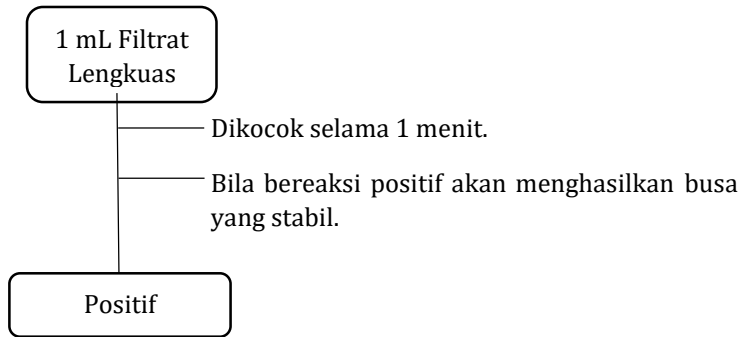 1 mL Filtrat
Lengkuas
Dikocok selama 1 menit.
Bila bereaksi positif akan menghasilkan busa
yang stabil.
Positif